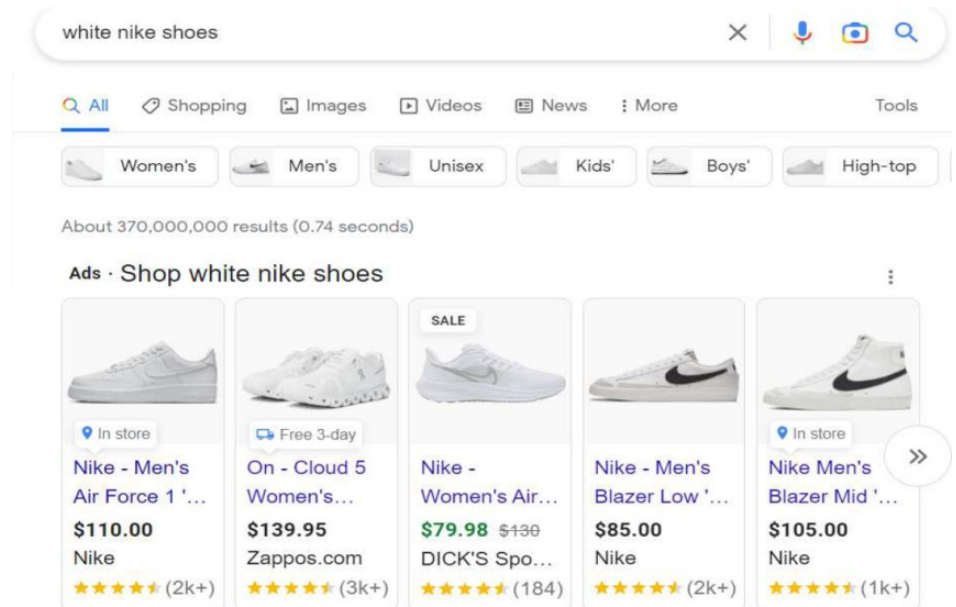 white nike shoes
All Shopping Images Videos News More Tools
Women's Men's Unisex Kids' Boys' High-top
About 370,000,000 results (0.74 seconds)
Ads · Shop white nike shoes
SALE
In store Free 3-day In store
Nike - Men's On - Cloud 5 Nike - Nike - Men's Nike Men's
Air Force 1 '... Women's... Women's Air... Blazer Low '... Blazer Mid '...
$110.00 $139.95 $79.98 $130 $85.00 $105.00
Nike Zappos.com DICK'S Spo... Nike Nike
(2k+) (3k+) (184) (2k+) (1k+)